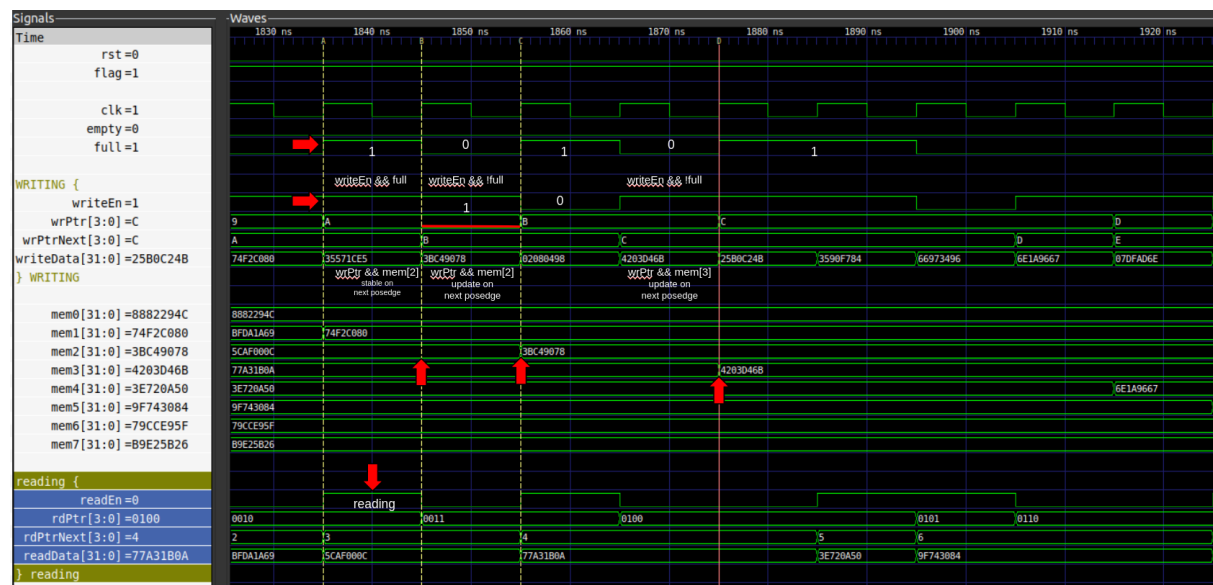 Signals
Waves
Time
1830 ns 1840 ns 1850 ns 1860 ns 1870 ns 1880 ns 1890 ns 1900 ns 1910 ns 1920 ns
A B C D
rst=0
flag=1
clk=1
empty=0
full=1
1 0 1 0 1
writeEn && full writeEn && !full writeEn && !full
WRITING {
writeEn=1
1 0
wrPtr[3:0]=C 9 A B C D
wrPtrNext[3:0]=C A B C D E
writeData[31:0]=25B0C24B 74F2C080 35571CE5 3BC49078 02080498 4203D46B 25B0C24B 3590F784 66973496 6E1A9667 07DFAD6E
} WRITING
wrPtr && mem[2] wrPtr && mem[2] wrPtr && mem[3]
stable on update on update on
next posedge next posedge next posedge
mem0[31:0]=8882294C 8882294C
mem1[31:0]=74F2C080 BFDA1A69 74F2C080
mem2[31:0]=3BC49078 5CAF000C 3BC49078
mem3[31:0]=4203D46B 77A31B0A 4203D46B
mem4[31:0]=3E720A50 3E720A50 6E1A9667
mem5[31:0]=9F743084 9F743084
mem6[31:0]=79CCE95F 79CCE95F
mem7[31:0]=B9E25B26 B9E25B26
reading {
readEn=0
reading
rdPtr[3:0]=0100 0010 0011 0100 0101 0110
rdPtrNext[3:0]=4 2 3 4 5 6
readData[31:0]=77A31B0A BFDA1A69 5CAF000C 77A31B0A 3E720A50 9F743084
} reading